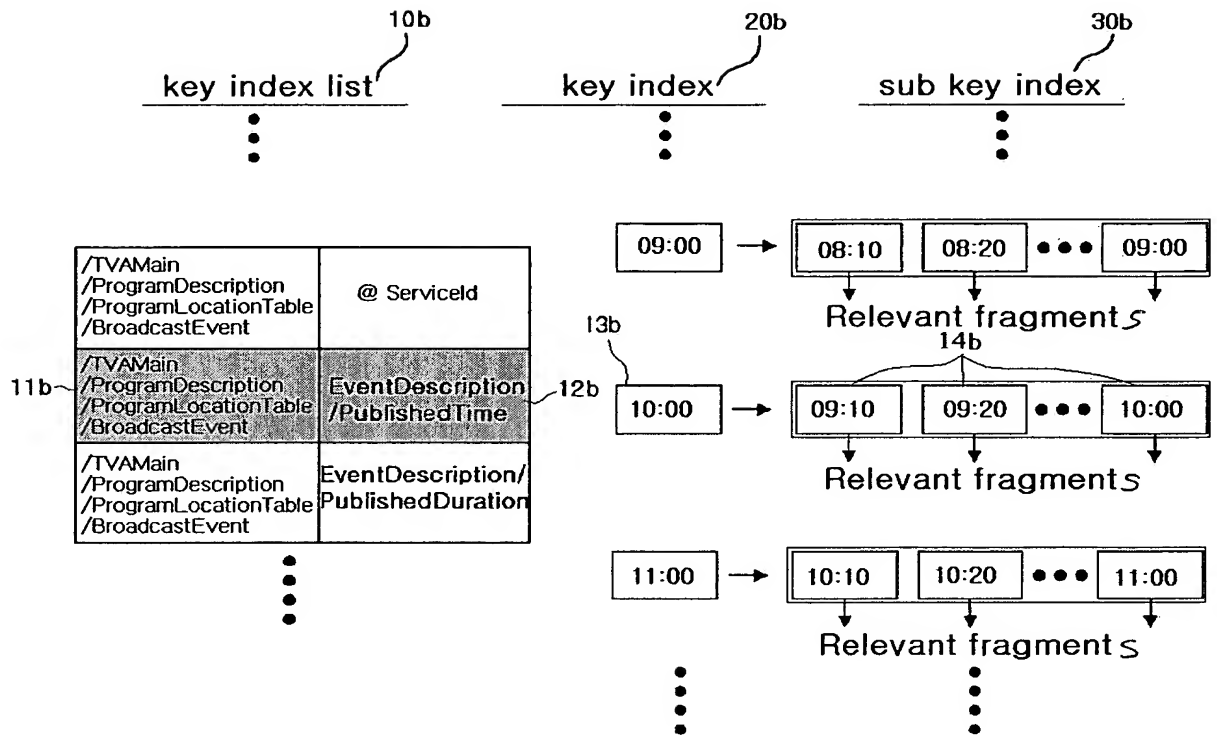 10b
20b
30b
key index list
key index
sub key index
09:00
08:10
08:20
09:00
Relevant fragments
/TVAMain
/ProgramDescription
/ProgramLocationTable
/BroadcastEvent
@ ServiceId
11b
/TVAMain
/ProgramDescription
/ProgramLocationTable
/BroadcastEvent
EventDescription
/PublishedTime
12b
13b
14b
10:00
09:10
09:20
10:00
Relevant fragments
/TVAMain
/ProgramDescription
/ProgramLocationTable
/BroadcastEvent
EventDescription/
PublishedDuration
11:00
10:10
10:20
11:00
Relevant fragments